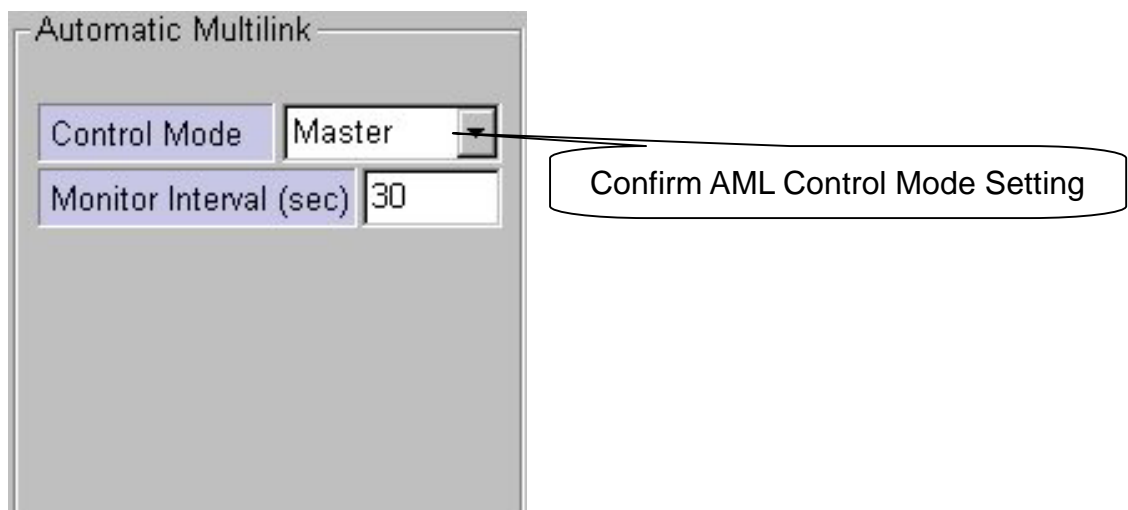 Automatic Multilink
Control Mode Master
Monitor Interval (sec) 30
Confirm AML Control Mode Setting